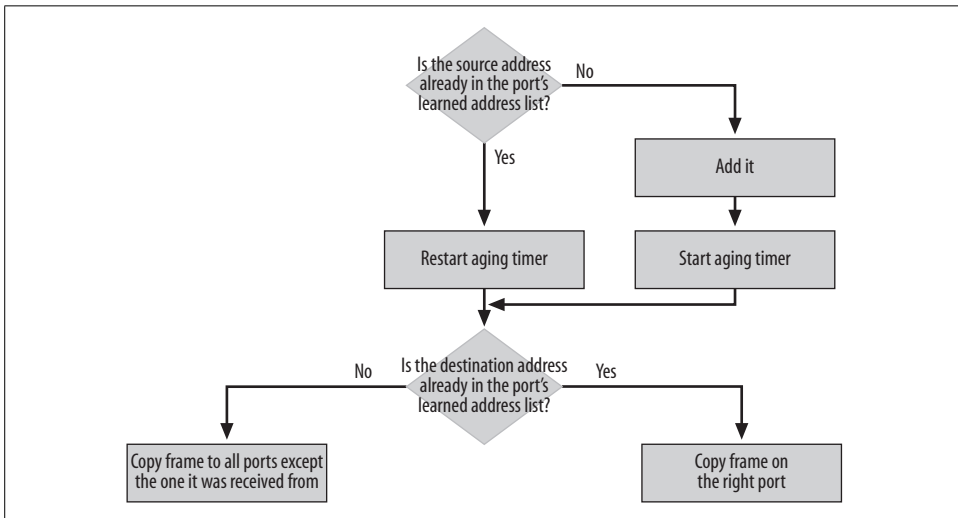 Is the source address
already in the port's
learned address list?
No
Yes
Add it
Restart aging timer
Start aging timer
Is the destination address
already in the port's
learned address list?
No
Yes
Copy frame to all ports except
the one it was received from
Copy frame on
the right port